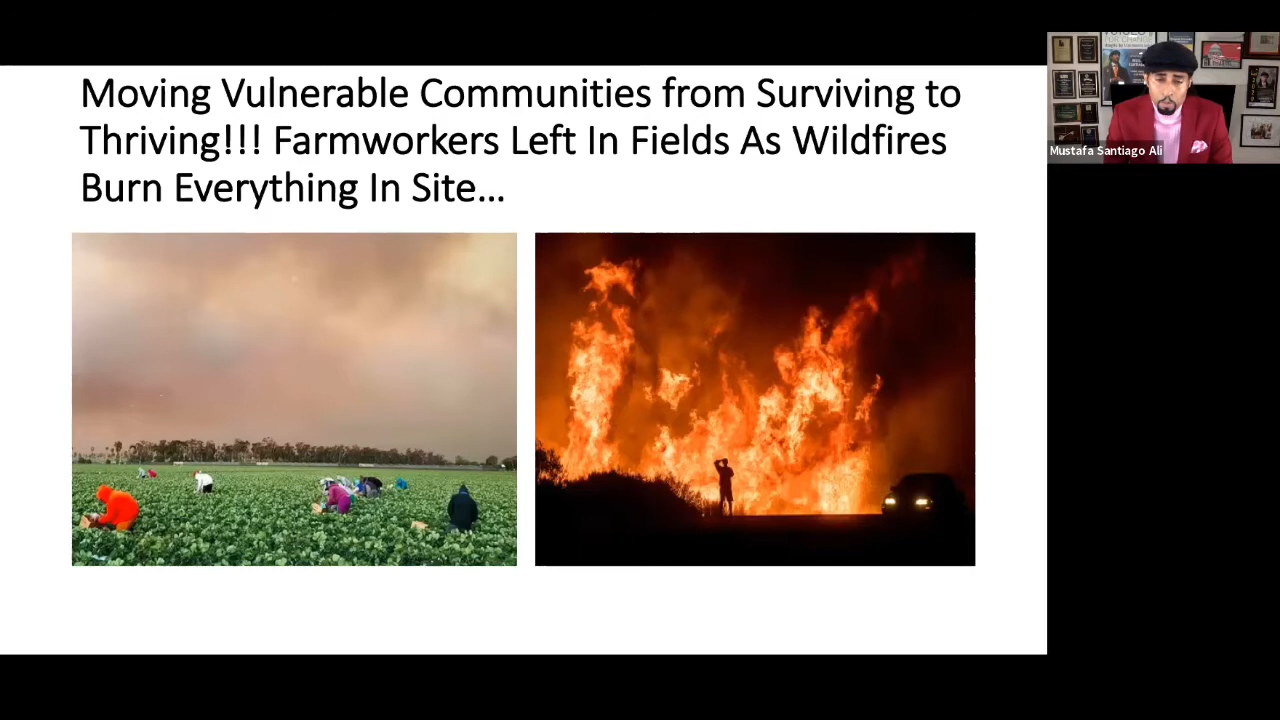 Moving Vulnerable Communities from Surviving to
Thriving!!! Farmworkers Left In Fields As Wildfires
Burn Everything In Site…
Mustafa Santiago Ali